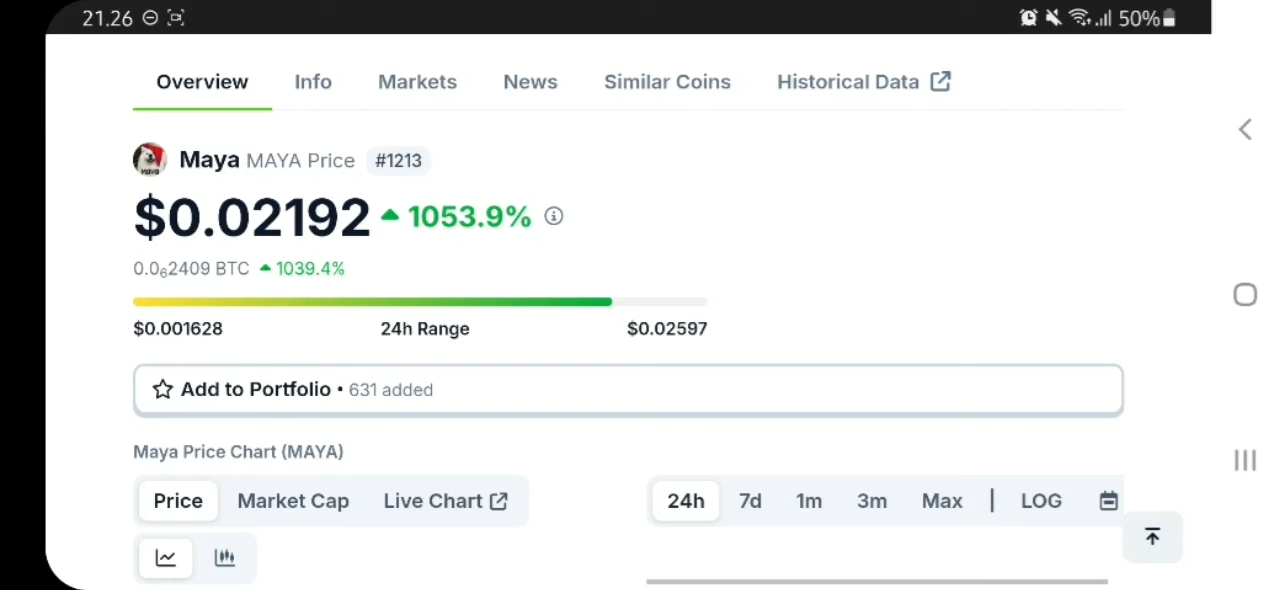 21.26 50%
Overview Info Markets News Similar Coins Historical Data
Maya MAYA Price #1213
$0.02192 1053.9%
0.0₆2409 BTC 1039.4%
$0.001628 24h Range $0.02597
Add to Portfolio • 631 added
Maya Price Chart (MAYA)
Price Market Cap Live Chart 24h 7d 1m 3m Max | LOG